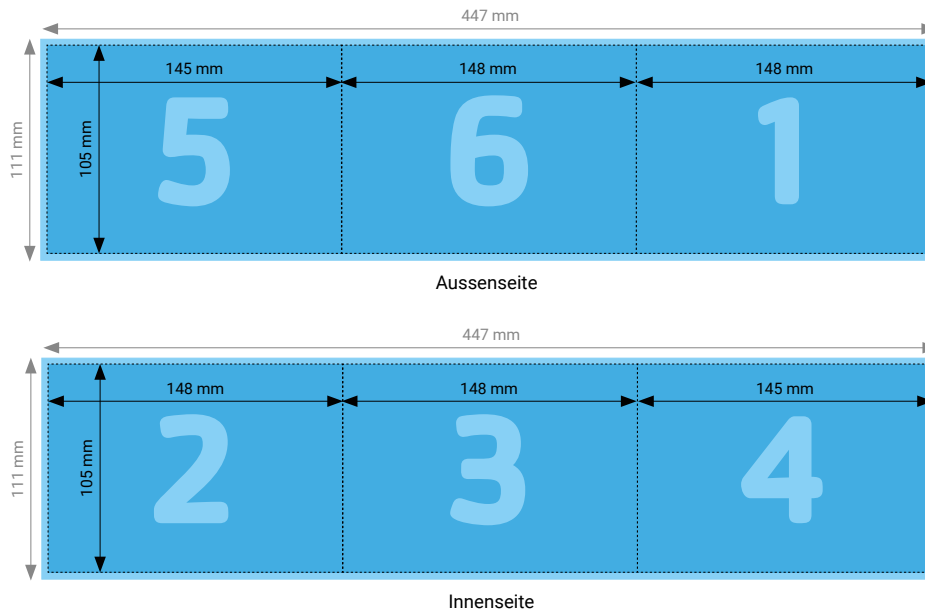 447 mm
145 mm 148 mm 148 mm
111 mm
105 mm
5 6 1
Aussenseite
447 mm
148 mm 148 mm 145 mm
111 mm
105 mm
2 3 4
Innenseite